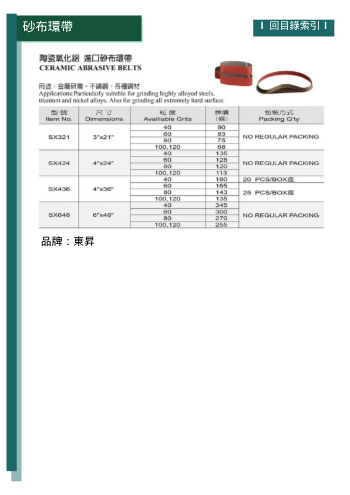 砂布環帶
回目錄索引
陶瓷氧化鋁 進口砂布環帶
CERAMIC ABRASIVE BELTS
用途：金屬研磨、不鏽鋼、各種鋼材
Applications:Particularly suitable for grinding highly alloyed steels,
titanium and nickel alloys. Also for grinding all extremely hard surface.
型 號 尺 寸 粒 度 單價 包裝方式
Item No. Dimensions Available Grits (條) Packing Q'ty
SX321 3"x21" NO REGULAR PACKING
40 90
60 83
80 75
100,120 68
SX424 4"x24" NO REGULAR PACKING
40 135
60 128
80 120
100,120 113
SX436 4"x36"
40 180 20 PCS/BOX盒
60 165
80 143 25 PCS/BOX盒
100,120 135
SX648 6"x48" NO REGULAR PACKING
40 345
60 300
80 270
100,120 255
品牌：東昇